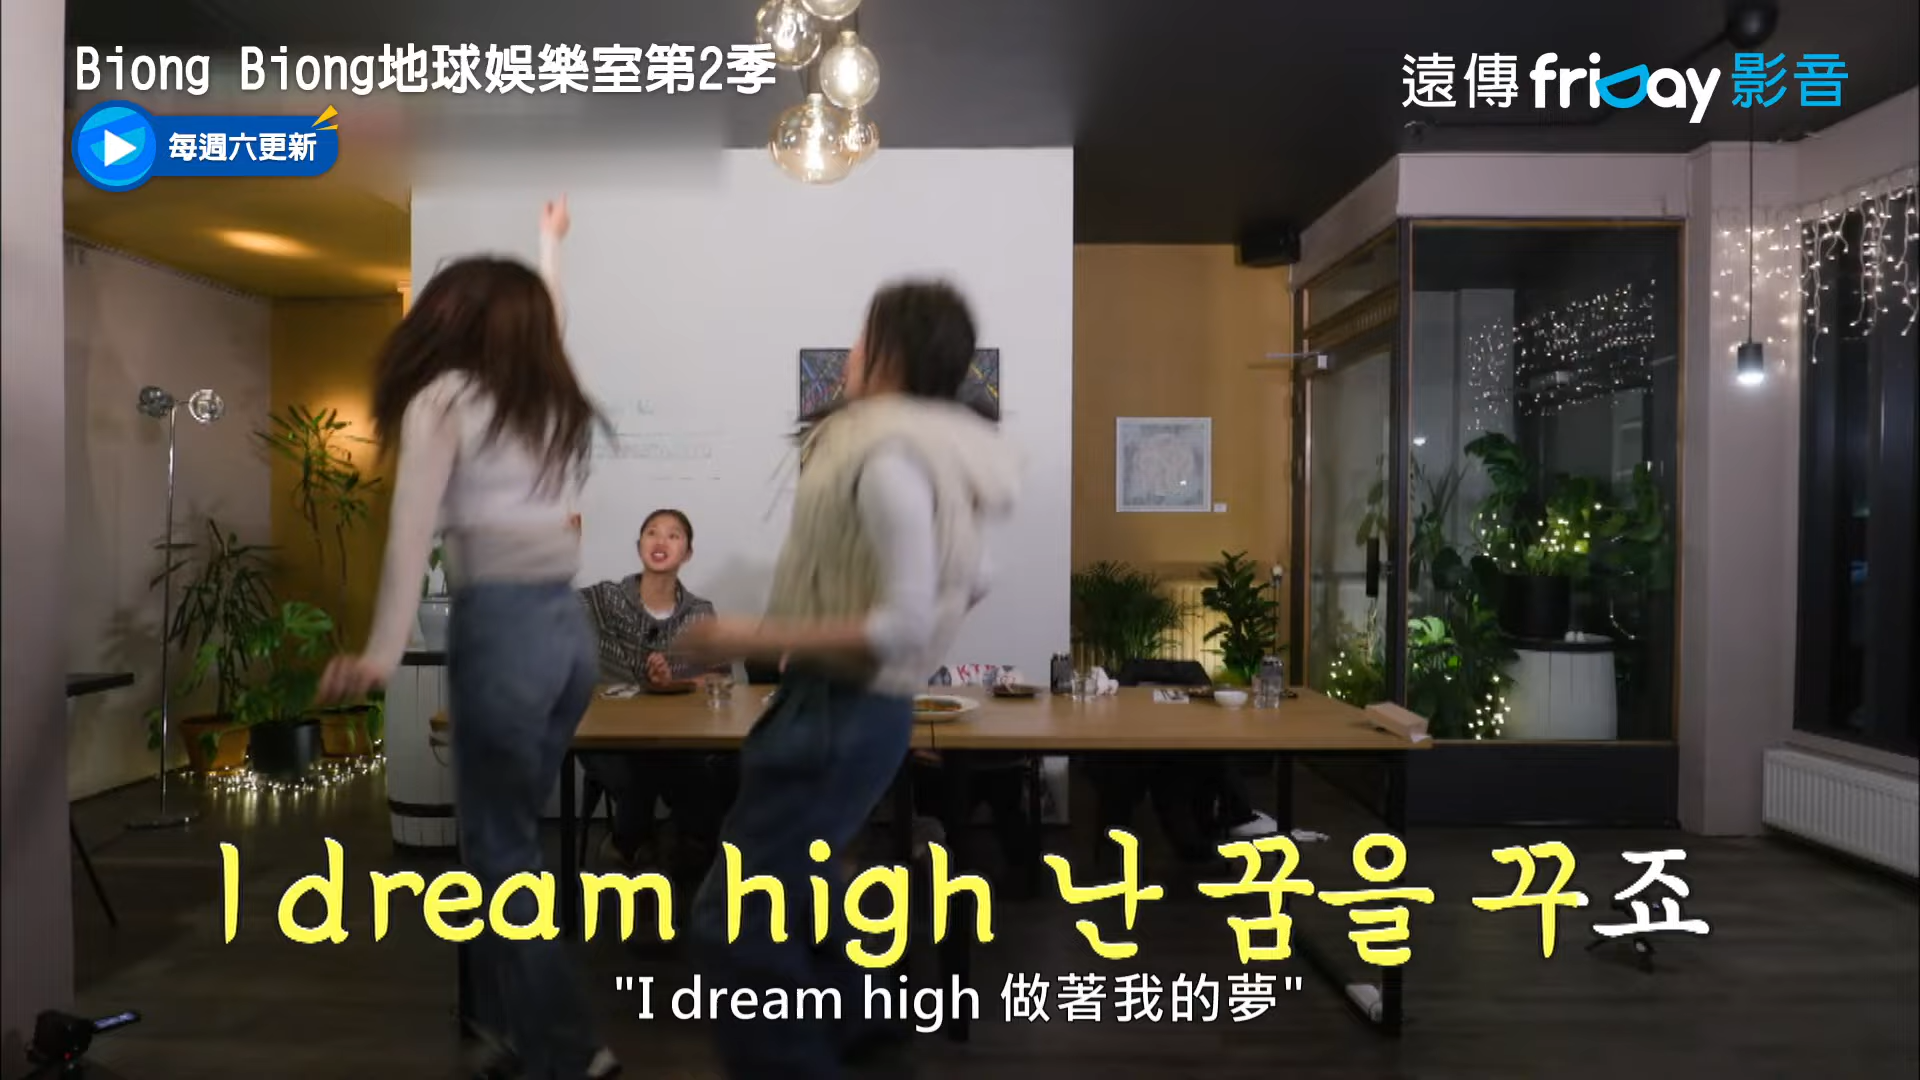 Biong Biong地球娛樂室第2季
遠傳friDay影音
每週六更新
I dream high 난 꿈을 꾸죠
"I dream high 做著我的夢"